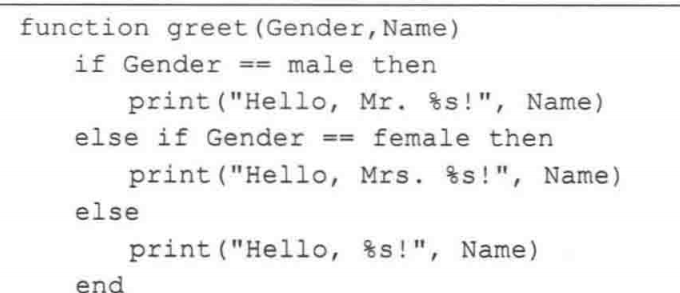 function greet(Gender,Name)
if Gender == male then
print("Hello, Mr. %s!", Name)
else if Gender == female then
print("Hello, Mrs. %s!", Name)
else
print("Hello, %s!", Name)
end